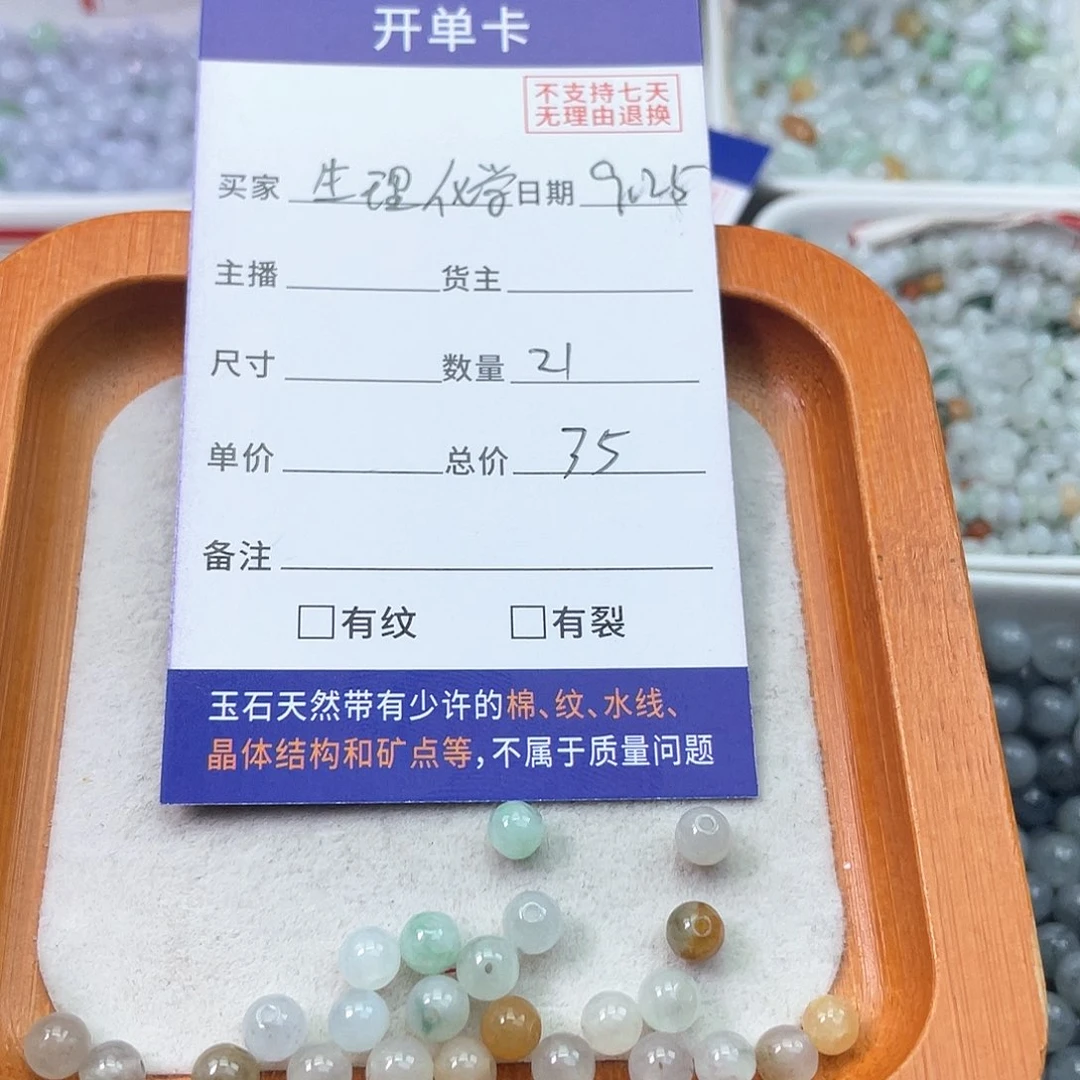 开单卡
不支持七天
无理由退换
买家 生理化学 日期 9.25
主播 货主
尺寸 数量 21
单价 总价 35
备注
有纹 有裂
玉石天然带有少许的棉、纹、水线、
晶体结构和矿点等,不属于质量问题